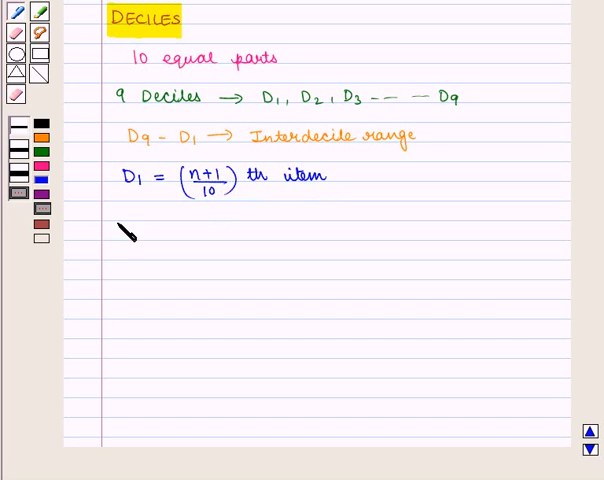 DECILES
10 equal parts
9 Deciles → D₁, D₂, D₃ ---- D₉
D₉ - D₁ → Interdecile range
D₁ = ((n+1)/10) th item